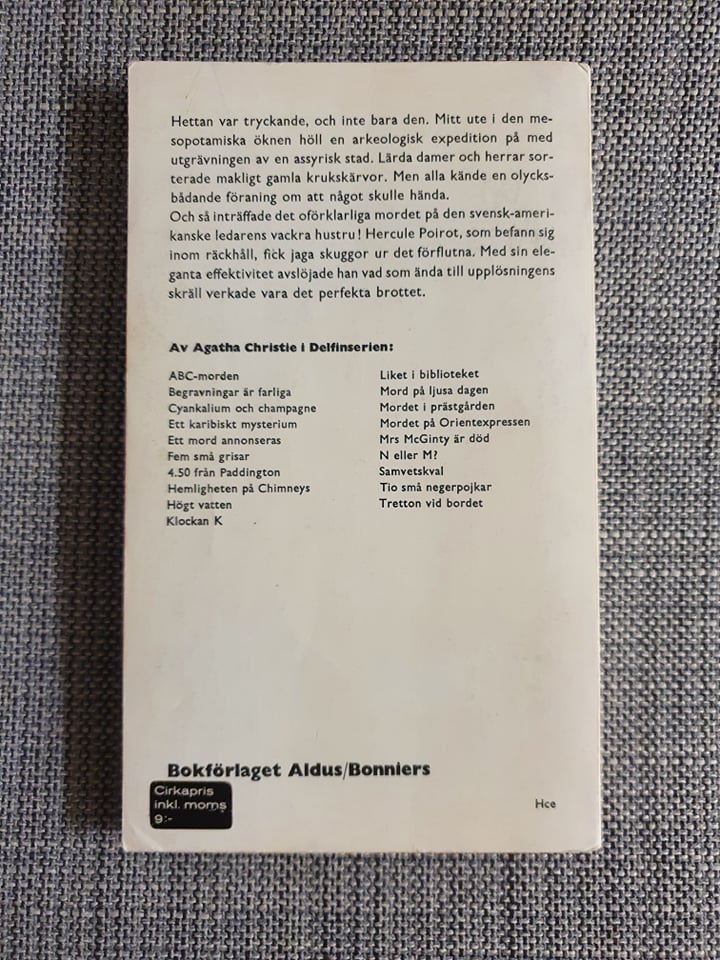 Hettan var tryckande, och inte bara den. Mitt ute i den me-
sopotamiska öknen höll en arkeologisk expedition på med
utgrävningen av en assyrisk stad. Lärda damer och herrar sor-
terade makligt gamla krukskärvor. Men alla kände en olycks-
bådande föraning om att något skulle hända.
Och så inträffade det oförklarliga mordet på den svensk-ameri-
kanske ledarens vackra hustru! Hercule Poirot, som befann sig
inom räckhåll, fick jaga skuggor ur det förflutna. Med sin ele-
ganta effektivitet avslöjade han vad som ända till upplösningens
skräll verkade vara det perfekta brottet.
Av Agatha Christie i Delfinserien:
ABC-morden
Begravningar är farliga
Cyankalium och champagne
Ett karibiskt mysterium
Ett mord annonseras
Fem små grisar
4.50 från Paddington
Hemligheten på Chimneys
Högt vatten
Klockan K
Liket i biblioteket
Mord på ljusa dagen
Mordet i prästgården
Mordet på Orientexpressen
Mrs McGinty är död
N eller M?
Samvetskval
Tio små negerpojkar
Tretton vid bordet
Bokförlaget Aldus/Bonniers
Cirkapris
inkl. moms
9:-
Hce